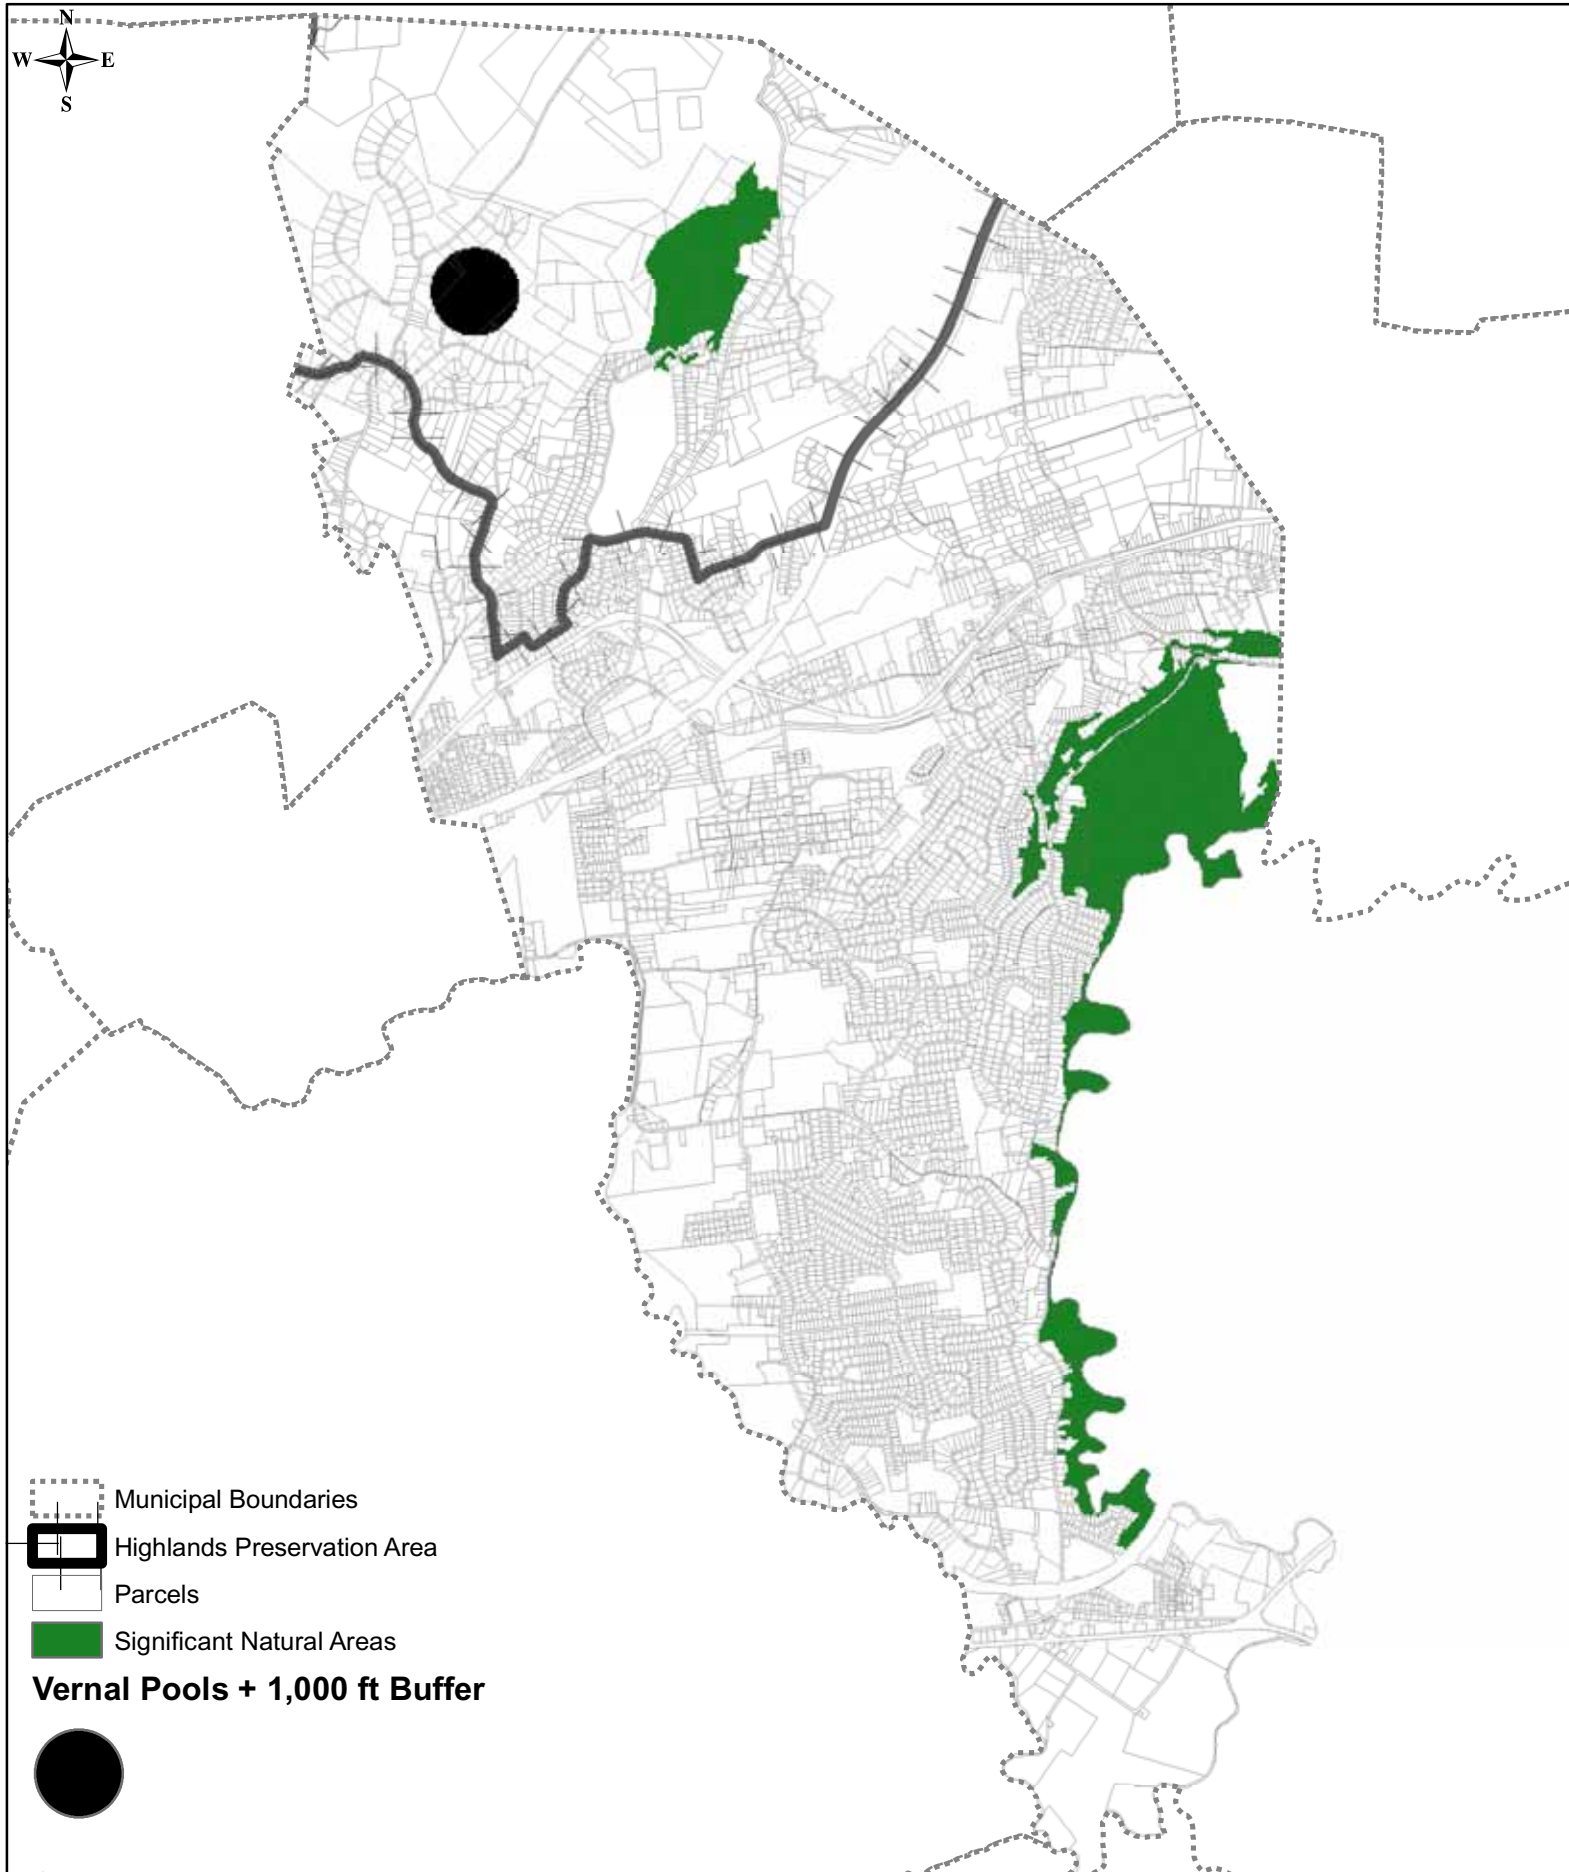 N
W E
S
Municipal Boundaries
Highlands Preservation Area
Parcels
Significant Natural Areas
Vernal Pools + 1,000 ft Buffer